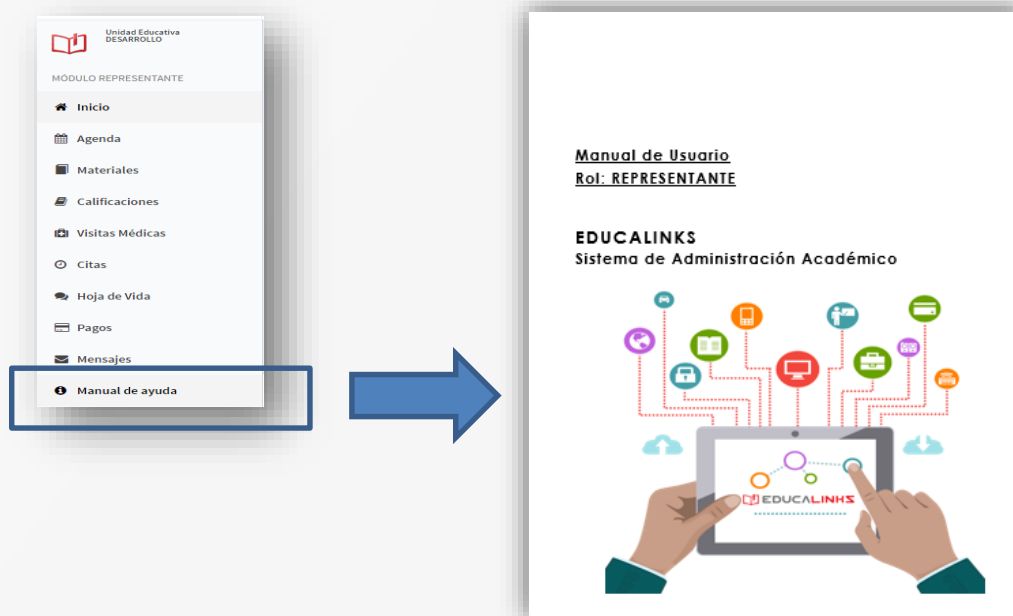 Unidad Educativa
DESARROLLO
MÓDULO REPRESENTANTE
Inicio
Agenda
Materiales
Calificaciones
Visitas Médicas
Citas
Hoja de Vida
Pagos
Mensajes
Manual de ayuda
Manual de Usuario
Rol: REPRESENTANTE
EDUCALINKS
Sistema de Administración Académico
EDUCALINKS